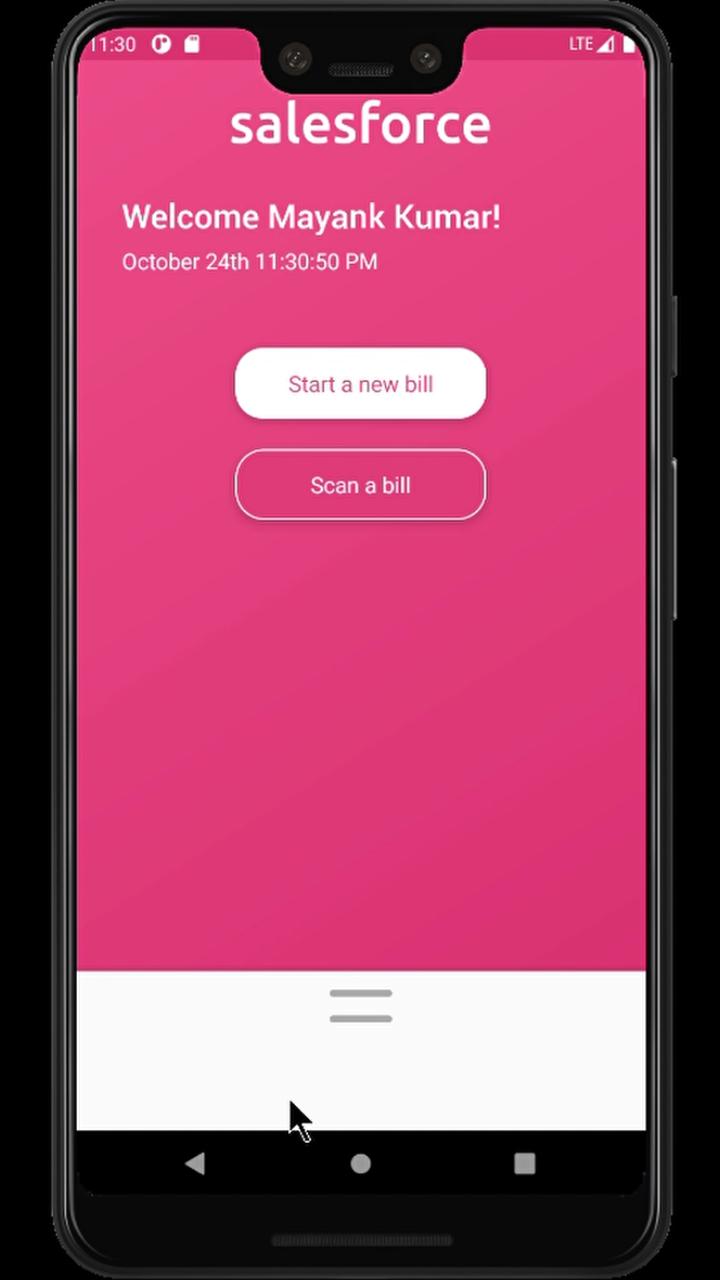 11:30
LTE
salesforce
Welcome Mayank Kumar!
October 24th 11:30:50 PM
Start a new bill
Scan a bill